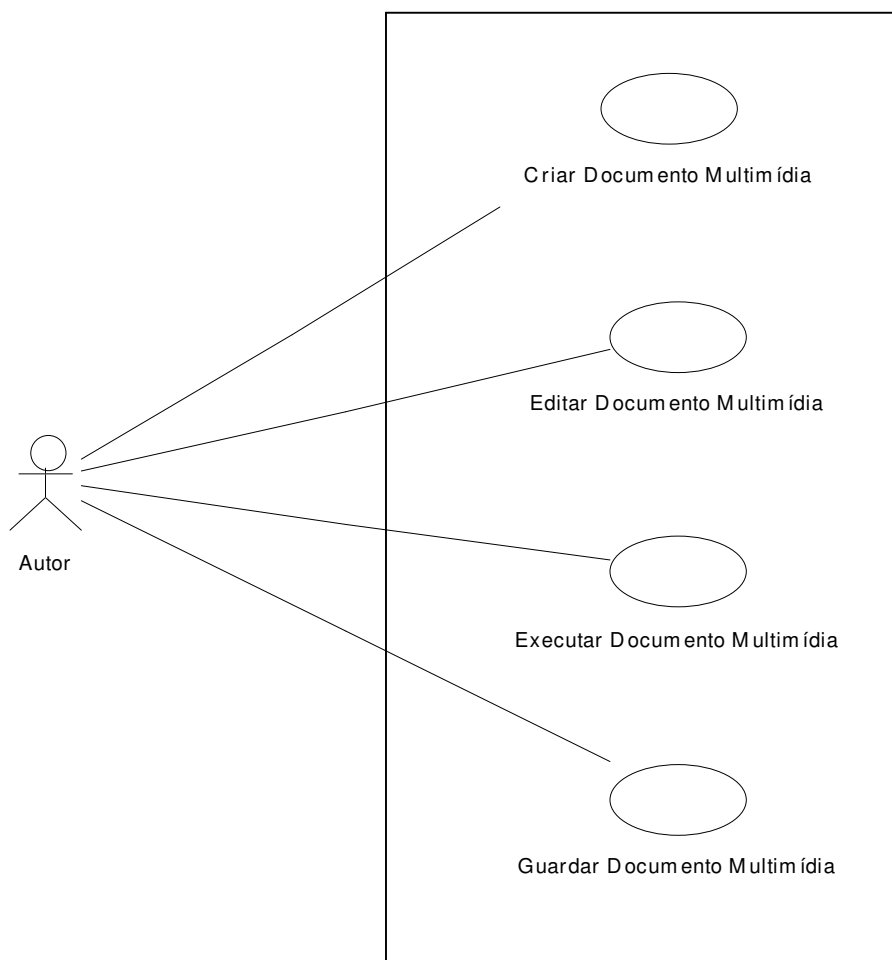 Criar Documento Multimídia
Editar Documento Multimídia
Autor
Executar Documento Multimídia
Guardar Documento Multimídia